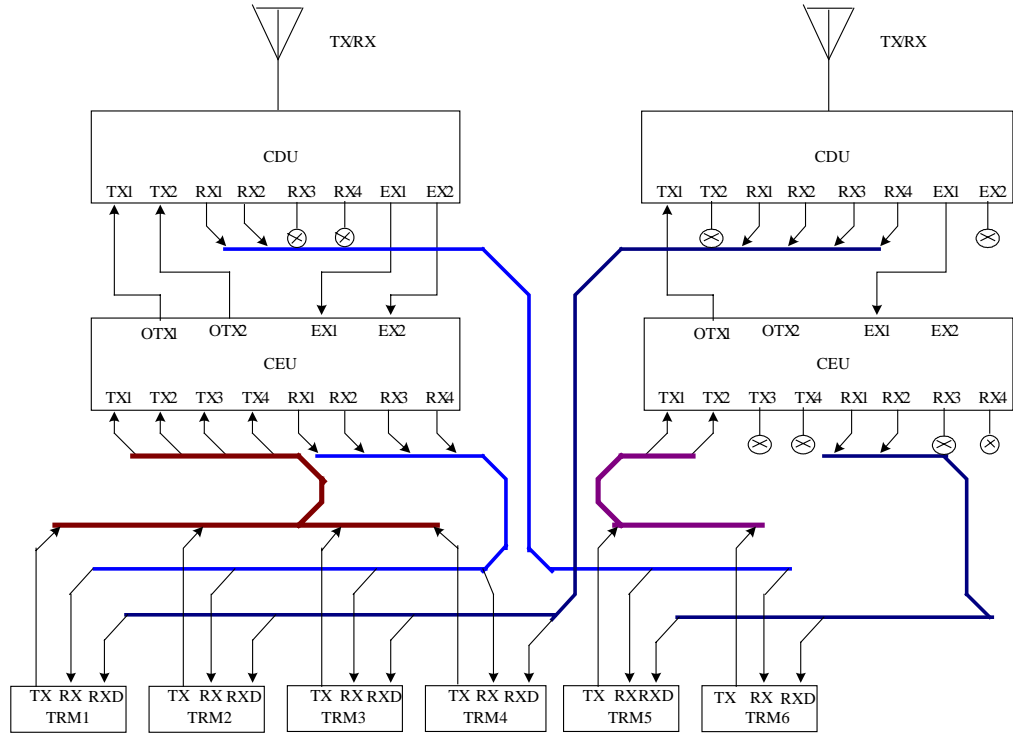 TX/RX TX/RX
CDU CDU
TX1 TX2 RX1 RX2 RX3 RX4 EX1 EX2 TX1 TX2 RX1 RX2 RX3 RX4 EX1 EX2
OTX1 OTX2 EX1 EX2 OTX1 OTX2 EX1 EX2
CEU CEU
TX1 TX2 TX3 TX4 RX1 RX2 RX3 RX4 TX1 TX2 TX3 TX4 RX1 RX2 RX3 RX4
TX RX RXD TX RX RXD TX RX RXD TX RX RXD TX RX RXD TX RX RXD
TRM1 TRM2 TRM3 TRM4 TRM5 TRM6